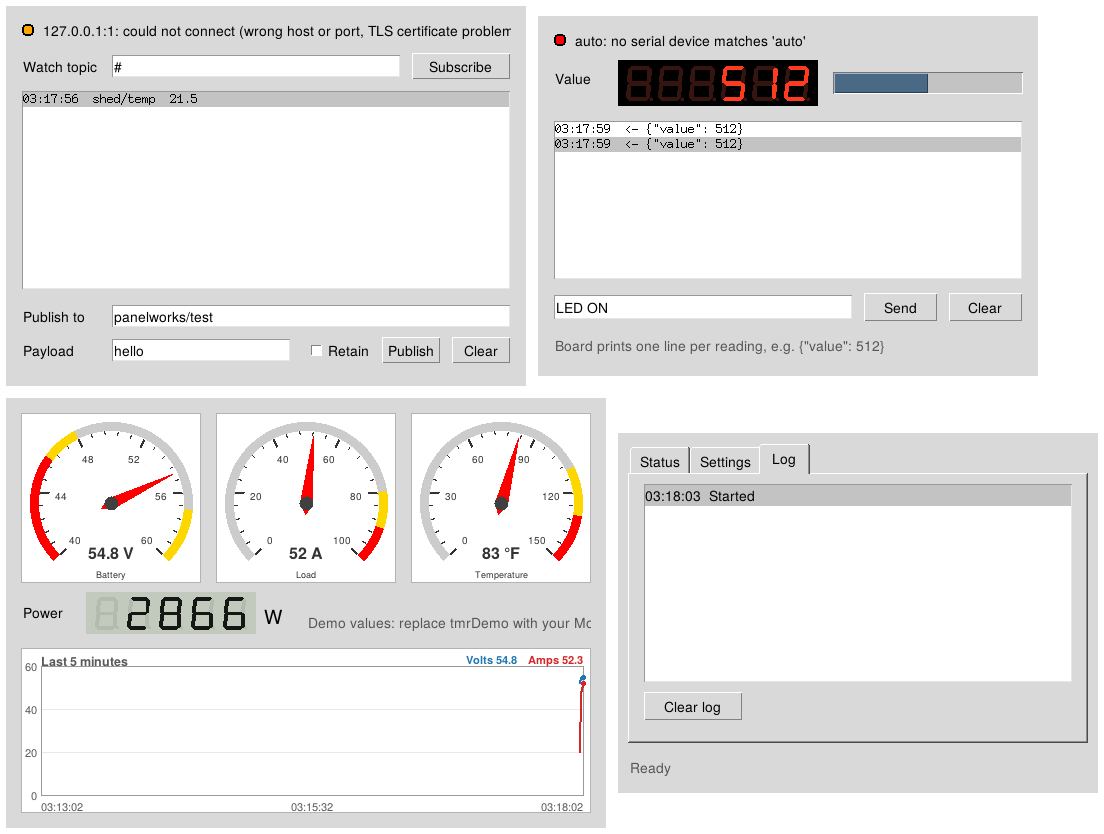 127.0.0.1:1: could not connect (wrong host or port, TLS certificate problem
Watch topic
#
Subscribe
03:17:56 shed/temp 21.5
Publish to
panelworks/test
Payload
hello
Retain
Publish
Clear
auto: no serial device matches 'auto'
Value
512
03:17:59 <- {"value": 512}
03:17:59 <- {"value": 512}
LED ON
Send
Clear
Board prints one line per reading, e.g. {"value": 512}
40
44
48
52
56
60
54.8 V
Battery
0
20
40
60
80
100
52 A
Load
0
30
60
90
120
150
83 °F
Temperature
Power
2866
W
Demo values: replace tmrDemo with your Mo
Last 5 minutes
Volts 54.8 Amps 52.3
60
40
20
0
03:13:02
03:15:32
03:18:02
Status
Settings
Log
03:18:03 Started
Clear log
Ready